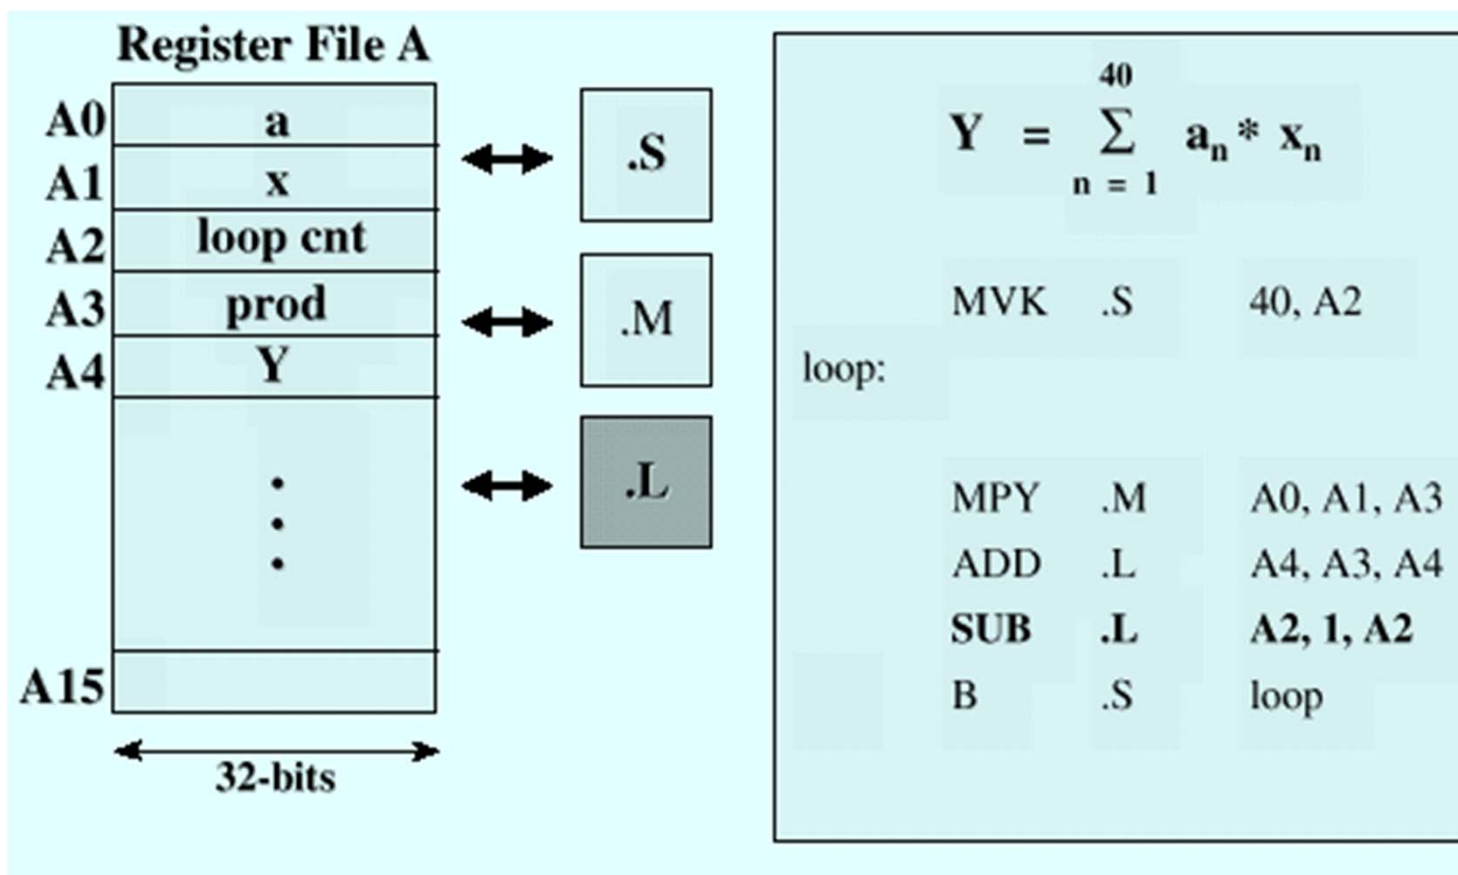 Register File A
A0 a
A1 x
A2 loop cnt
A3 prod
A4 Y
A15
32-bits
.S
.M
.L
40
Y = Σ aₙ * xₙ
n = 1
MVK .S 40, A2
loop:
MPY .M A0, A1, A3
ADD .L A4, A3, A4
SUB .L A2, 1, A2
B .S loop